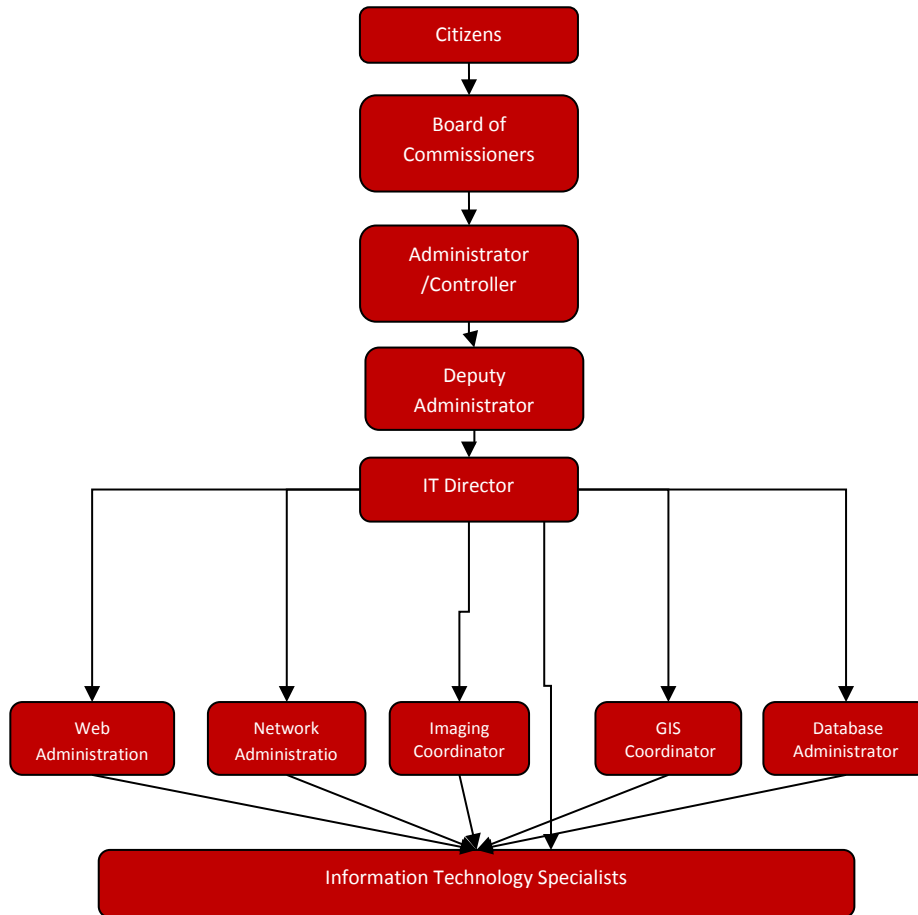 Citizens
Board of
Commissioners
Administrator
/Controller
Deputy
Administrator
IT Director
Web
Administration
Network
Administratio
Imaging
Coordinator
GIS
Coordinator
Database
Administrator
Information Technology Specialists